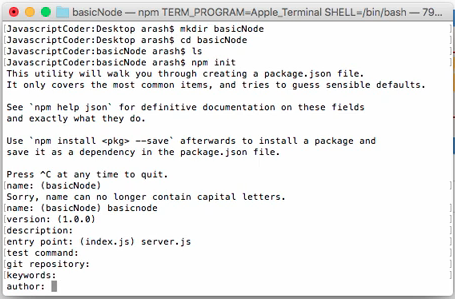 basicNode — npm TERM_PROGRAM=Apple_Terminal SHELL=/bin/bash — 79...
[JavascriptCoder:Desktop arash$ mkdir basicNode ]
[JavascriptCoder:Desktop arash$ cd basicNode ]
[JavascriptCoder:basicNode arash$ ls ]
[JavascriptCoder:basicNode arash$ npm init ]
This utility will walk you through creating a package.json file.
It only covers the most common items, and tries to guess sensible defaults.
See `npm help json` for definitive documentation on these fields
and exactly what they do.
Use `npm install <pkg> --save` afterwards to install a package and
save it as a dependency in the package.json file.
Press ^C at any time to quit.
[name: (basicNode) ]
Sorry, name can no longer contain capital letters.
[name: (basicNode) basicnode ]
[version: (1.0.0) ]
[description: ]
[entry point: (index.js) server.js ]
[test command: ]
[git repository: ]
[keywords: ]
author: